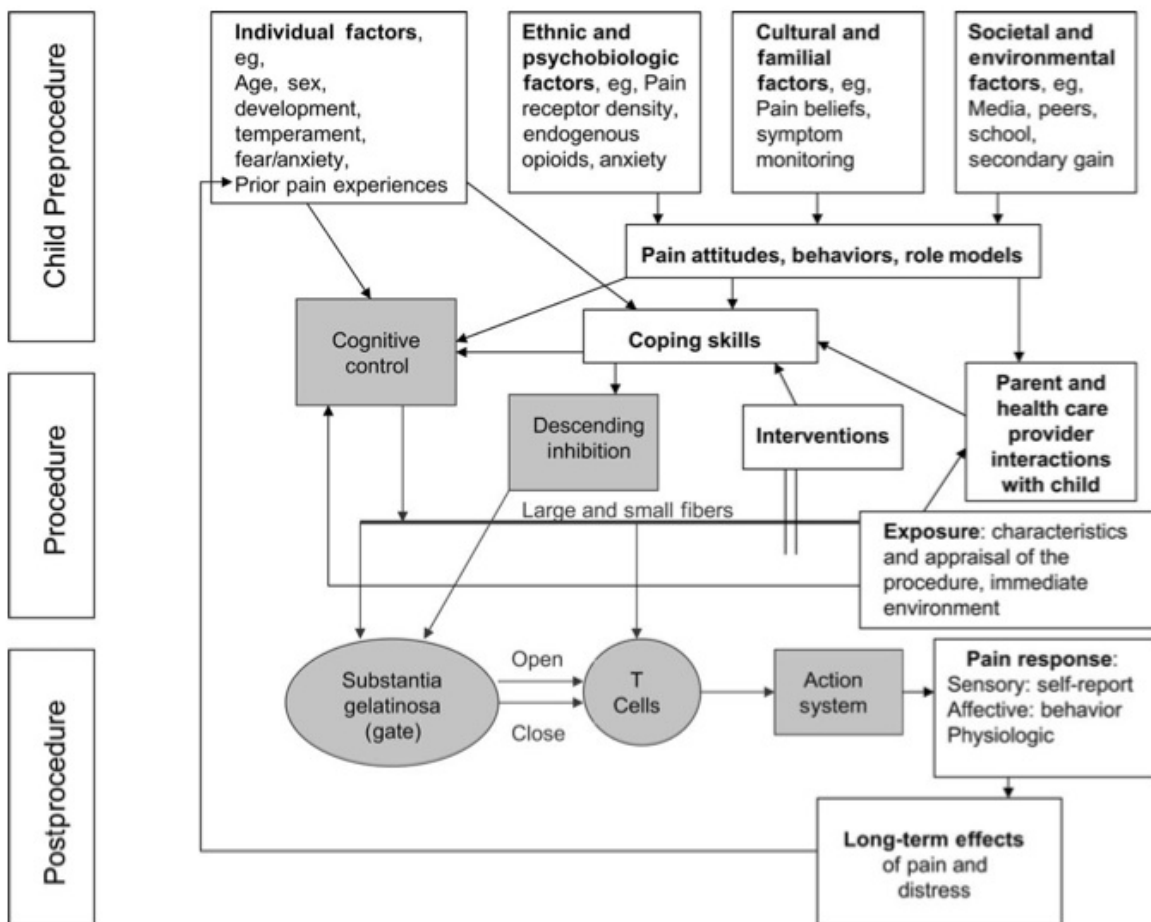 Child Preprocedure
Individual factors,
eg,
Age, sex,
development,
temperament,
fear/anxiety,
Prior pain experiences
Ethnic and
psychobiologic
factors, eg, Pain
receptor density,
endogenous
opioids, anxiety
Cultural and
familial
factors, eg,
Pain beliefs,
symptom
monitoring
Societal and
environmental
factors, eg,
Media, peers,
school,
secondary gain
Pain attitudes, behaviors, role models
Cognitive
control
Coping skills
Procedure
Descending
inhibition
Interventions
Parent and
health care
provider
interactions
with child
Large and small fibers
Exposure: characteristics
and appraisal of the
procedure, immediate
environment
Postprocedure
Substantia
gelatinosa
(gate)
Open
Close
T
Cells
Action
system
Pain response:
Sensory: self-report
Affective: behavior
Physiologic
Long-term effects
of pain and
distress